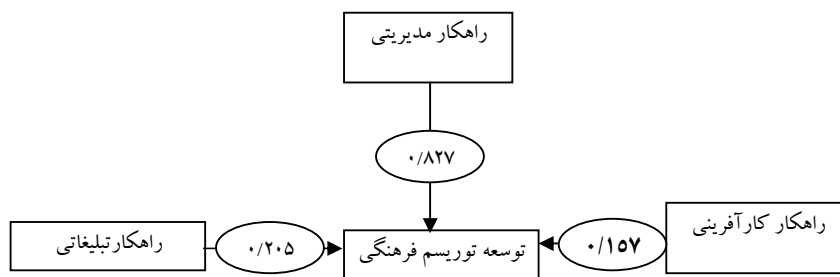 راهکار مدیریتی
۰/۸۲۷
راهکار کارآفرینی
۰/۱۵۷
توسعه توریسم فرهنگی
۰/۲۰۵
راهکارتبلیغاتی